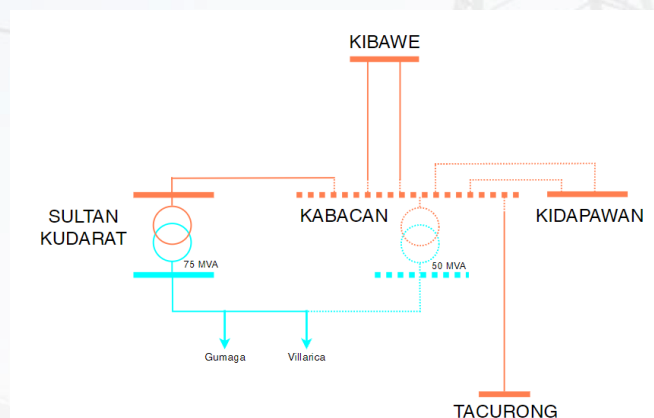 KIBAWE
SULTAN
KUDARAT
KABACAN
KIDAPAWAN
75 MVA
50 MVA
Gumaga
Villarica
TACURONG